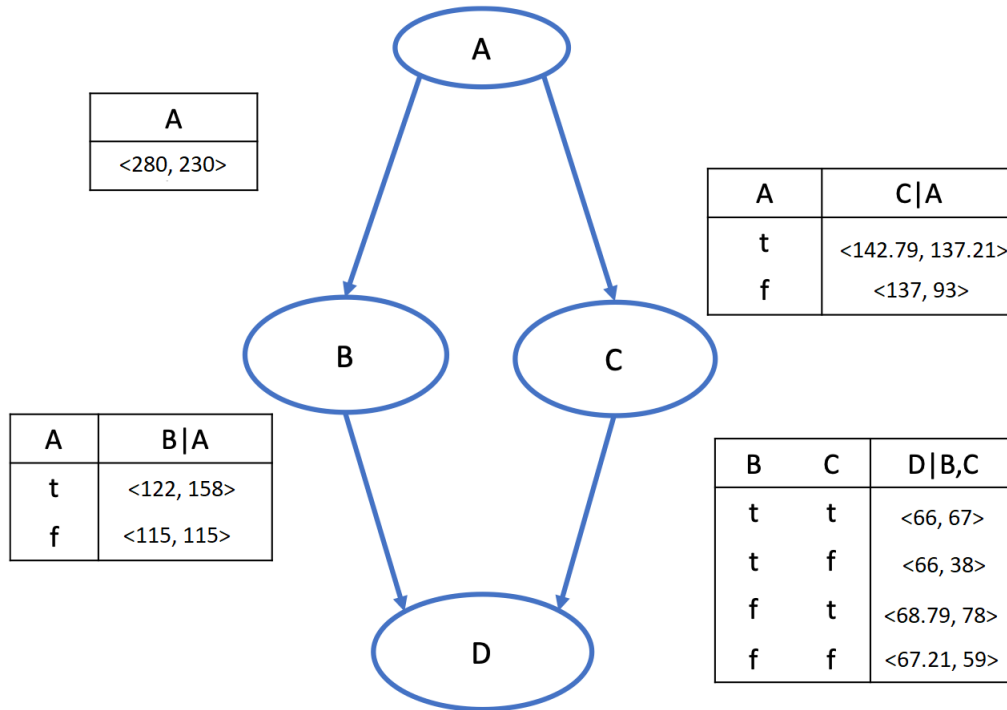 A
A
<280, 230>
A C|A
t <142.79, 137.21>
f <137, 93>
B
C
A B|A
t <122, 158>
f <115, 115>
B C D|B,C
t t <66, 67>
t f <66, 38>
f t <68.79, 78>
f f <67.21, 59>
D